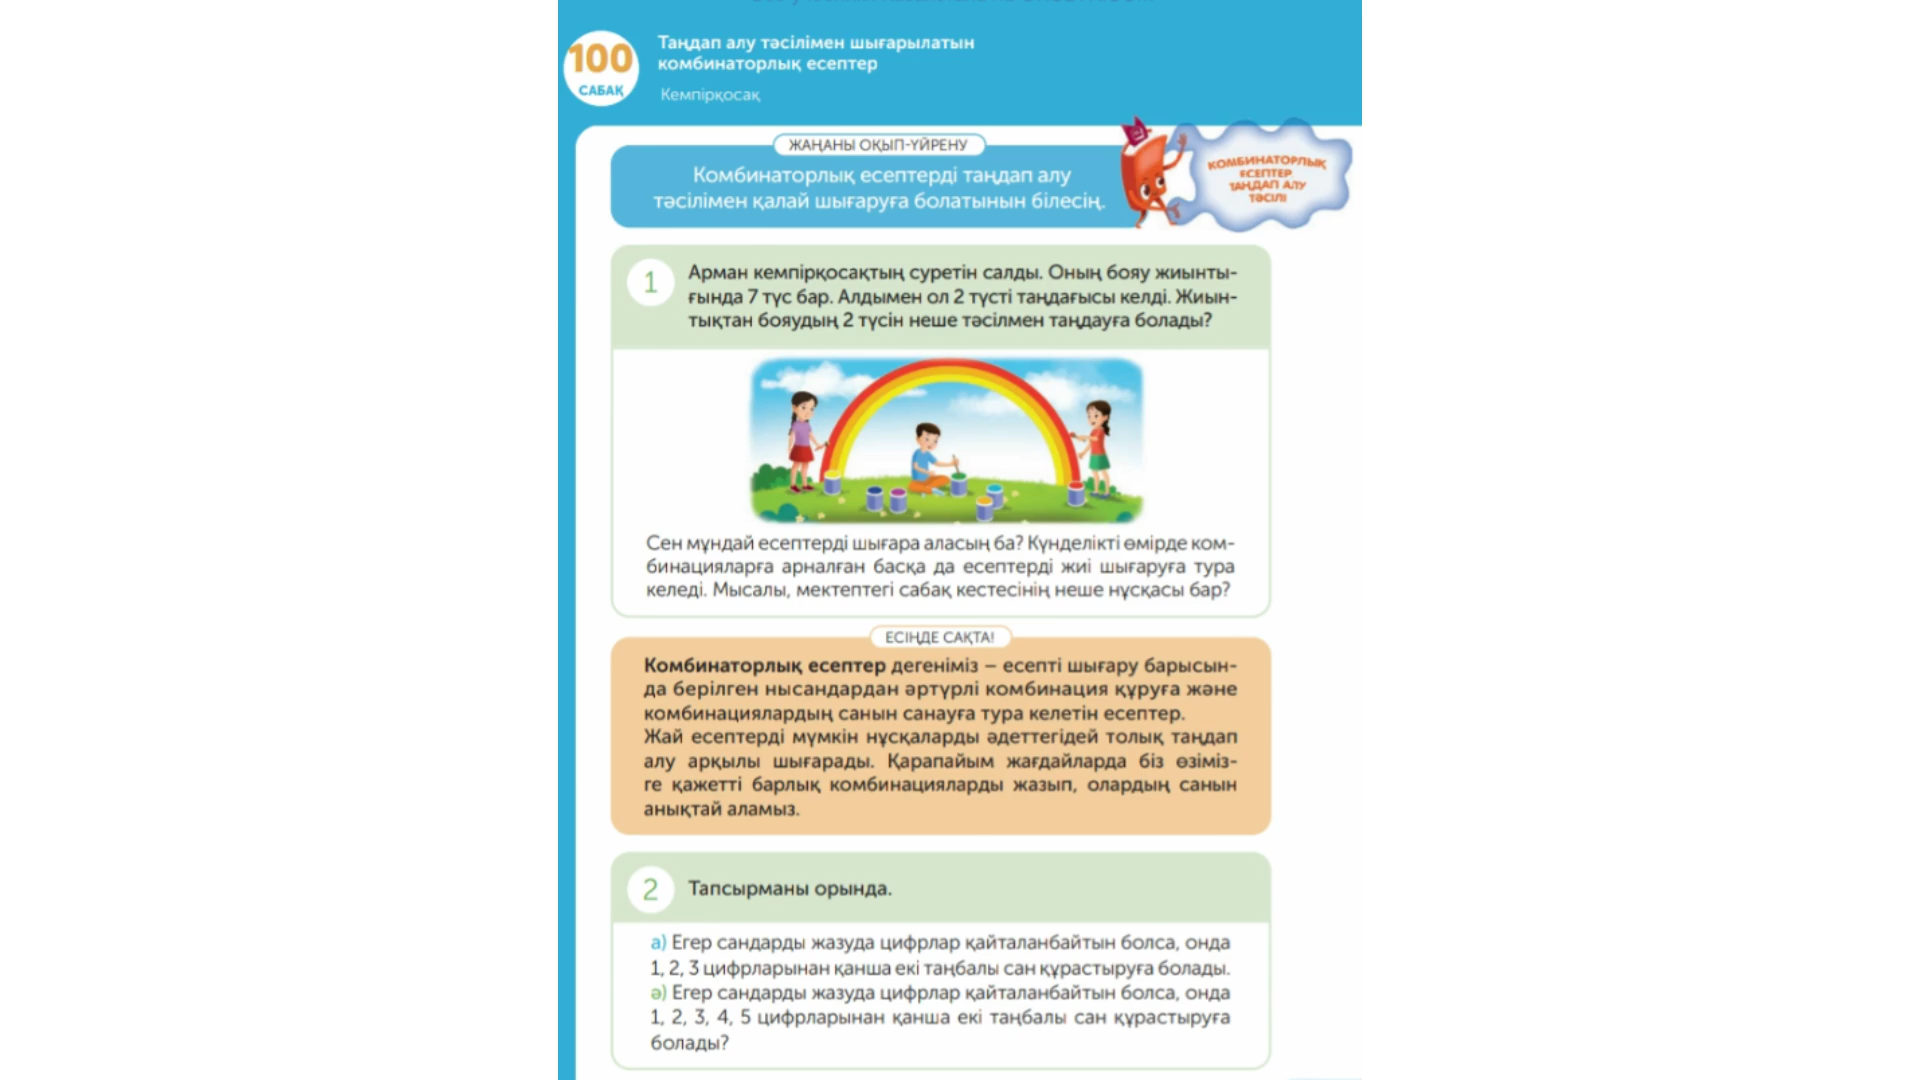 100
САБАҚ
Таңдап алу тәсілімен шығарылатын
комбинаторлық есептер
Кемпірқосақ
ЖАҢАНЫ ОҚЫП-ҮЙРЕНУ
Комбинаторлық есептерді таңдап алу
тәсілімен қалай шығаруға болатынын білесің.
КОМБИНАТОРЛЫҚ
ЕСЕПТЕР
ТАҢДАП АЛУ
ТӘСІЛІ
1
Арман кемпірқосақтың суретін салды. Оның бояу жиынты-
ғында 7 түс бар. Алдымен ол 2 түсті таңдағысы келді. Жиын-
тықтан бояудың 2 түсін неше тәсілмен таңдауға болады?
Сен мұндай есептерді шығара аласың ба? Күнделікті өмірде ком-
бинацияларға арналған басқа да есептерді жиі шығаруға тура
келеді. Мысалы, мектептегі сабақ кестесінің неше нұсқасы бар?
ЕСІҢДЕ САҚТА!
Комбинаторлық есептер дегеніміз – есепті шығару барысын-
да берілген нысандардан әртүрлі комбинация құруға және
комбинациялардың санын санауға тура келетін есептер.
Жай есептерді мүмкін нұсқаларды әдеттегідей толық таңдап
алу арқылы шығарады. Қарапайым жағдайларда біз өзіміз-
ге қажетті барлық комбинацияларды жазып, олардың санын
анықтай аламыз.
2
Тапсырманы орында.
а) Егер сандарды жазуда цифрлар қайталанбайтын болса, онда
1, 2, 3 цифрларынан қанша екі таңбалы сан құрастыруға болады.
ә) Егер сандарды жазуда цифрлар қайталанбайтын болса, онда
1, 2, 3, 4, 5 цифрларынан қанша екі таңбалы сан құрастыруға
болады?